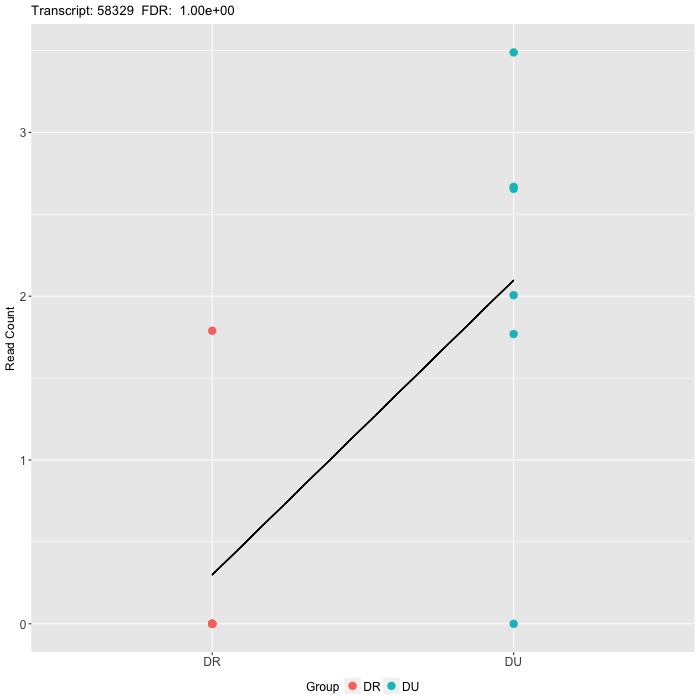 Transcript: 58329  FDR:  1.00e+00
Read Count
3
2
1
0
DR
DU
Group DR DU